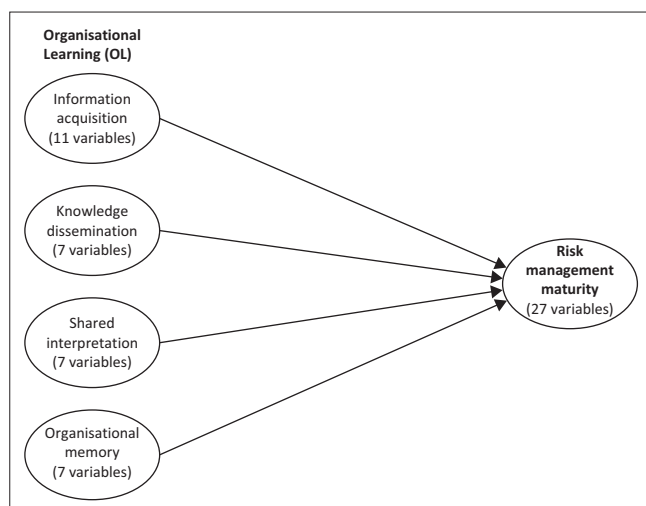 Organisational
Learning (OL)
Information
acquisition
(11 variables)
Knowledge
dissemination
(7 variables)
Shared
interpretation
(7 variables)
Organisational
memory
(7 variables)
Risk
management
maturity
(27 variables)